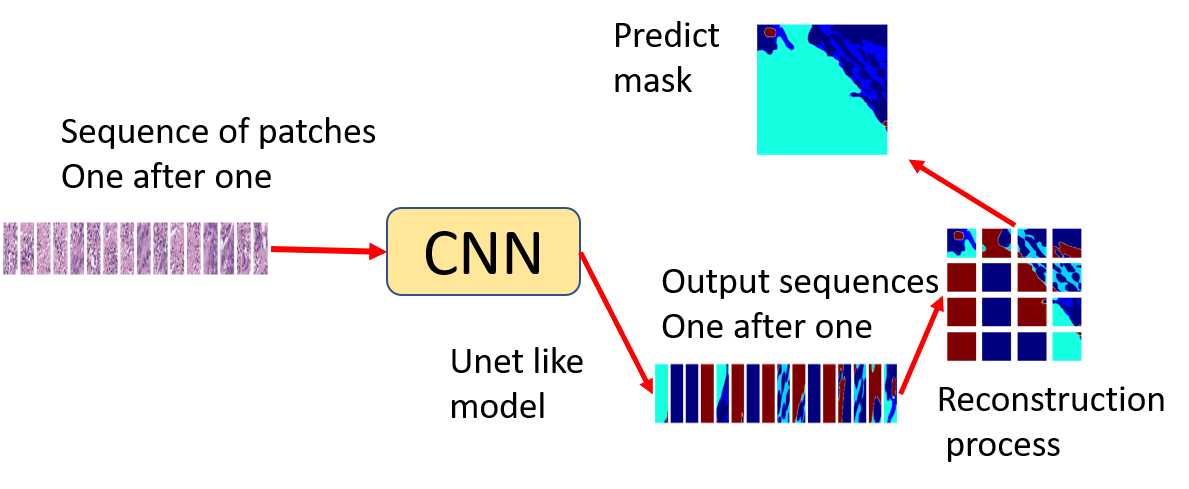 Sequence of patches
One after one
CNN
Unet like
model
Output sequences
One after one
Reconstruction
process
Predict
mask